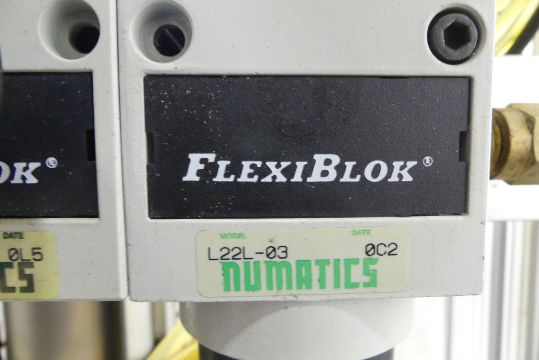 OK®
DATE
0L5
CS
FLEXIBLOK®
MODEL DATE
L22L-03 0C2
NUMATICS